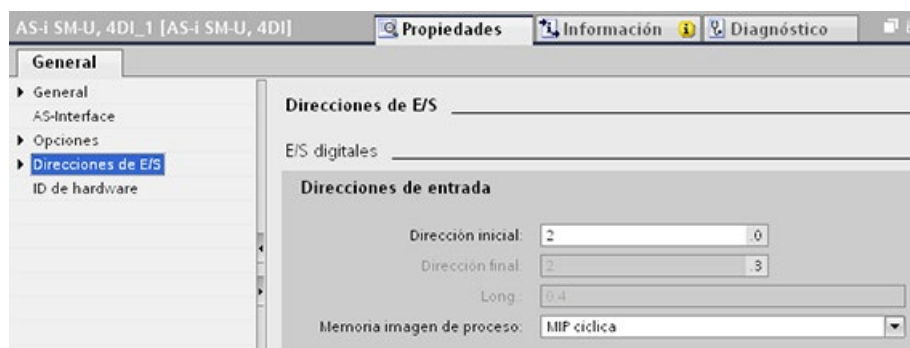 AS-i SM-U, 4DI_1 [AS-i SM-U, 4DI]
Propiedades
Información
Diagnóstico
General
General
AS-Interface
Opciones
Direcciones de E/S
ID de hardware
Direcciones de E/S
E/S digitales
Direcciones de entrada
Dirección inicial: 2 .0
Dirección final: 2 .3
Long.: 0.4
Memoria imagen de proceso: MIP cíclica